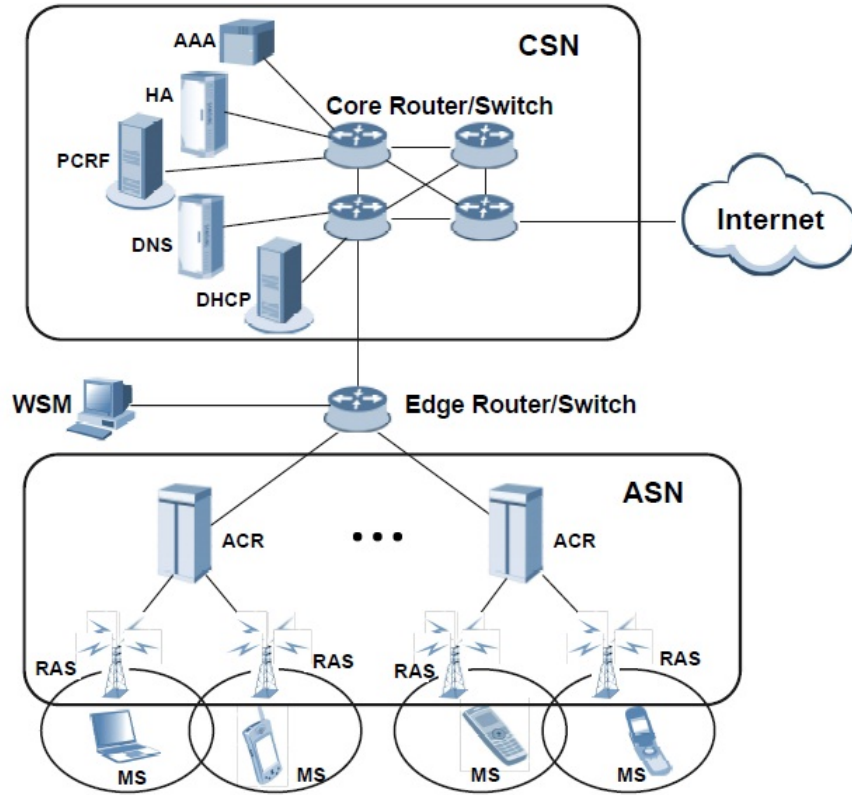 AAA
CSN
HA
Core Router/Switch
PCRF
Internet
DNS
DHCP
WSM
Edge Router/Switch
ASN
ACR
• • •
ACR
RAS
RAS
RAS
RAS
MS
MS
MS
MS